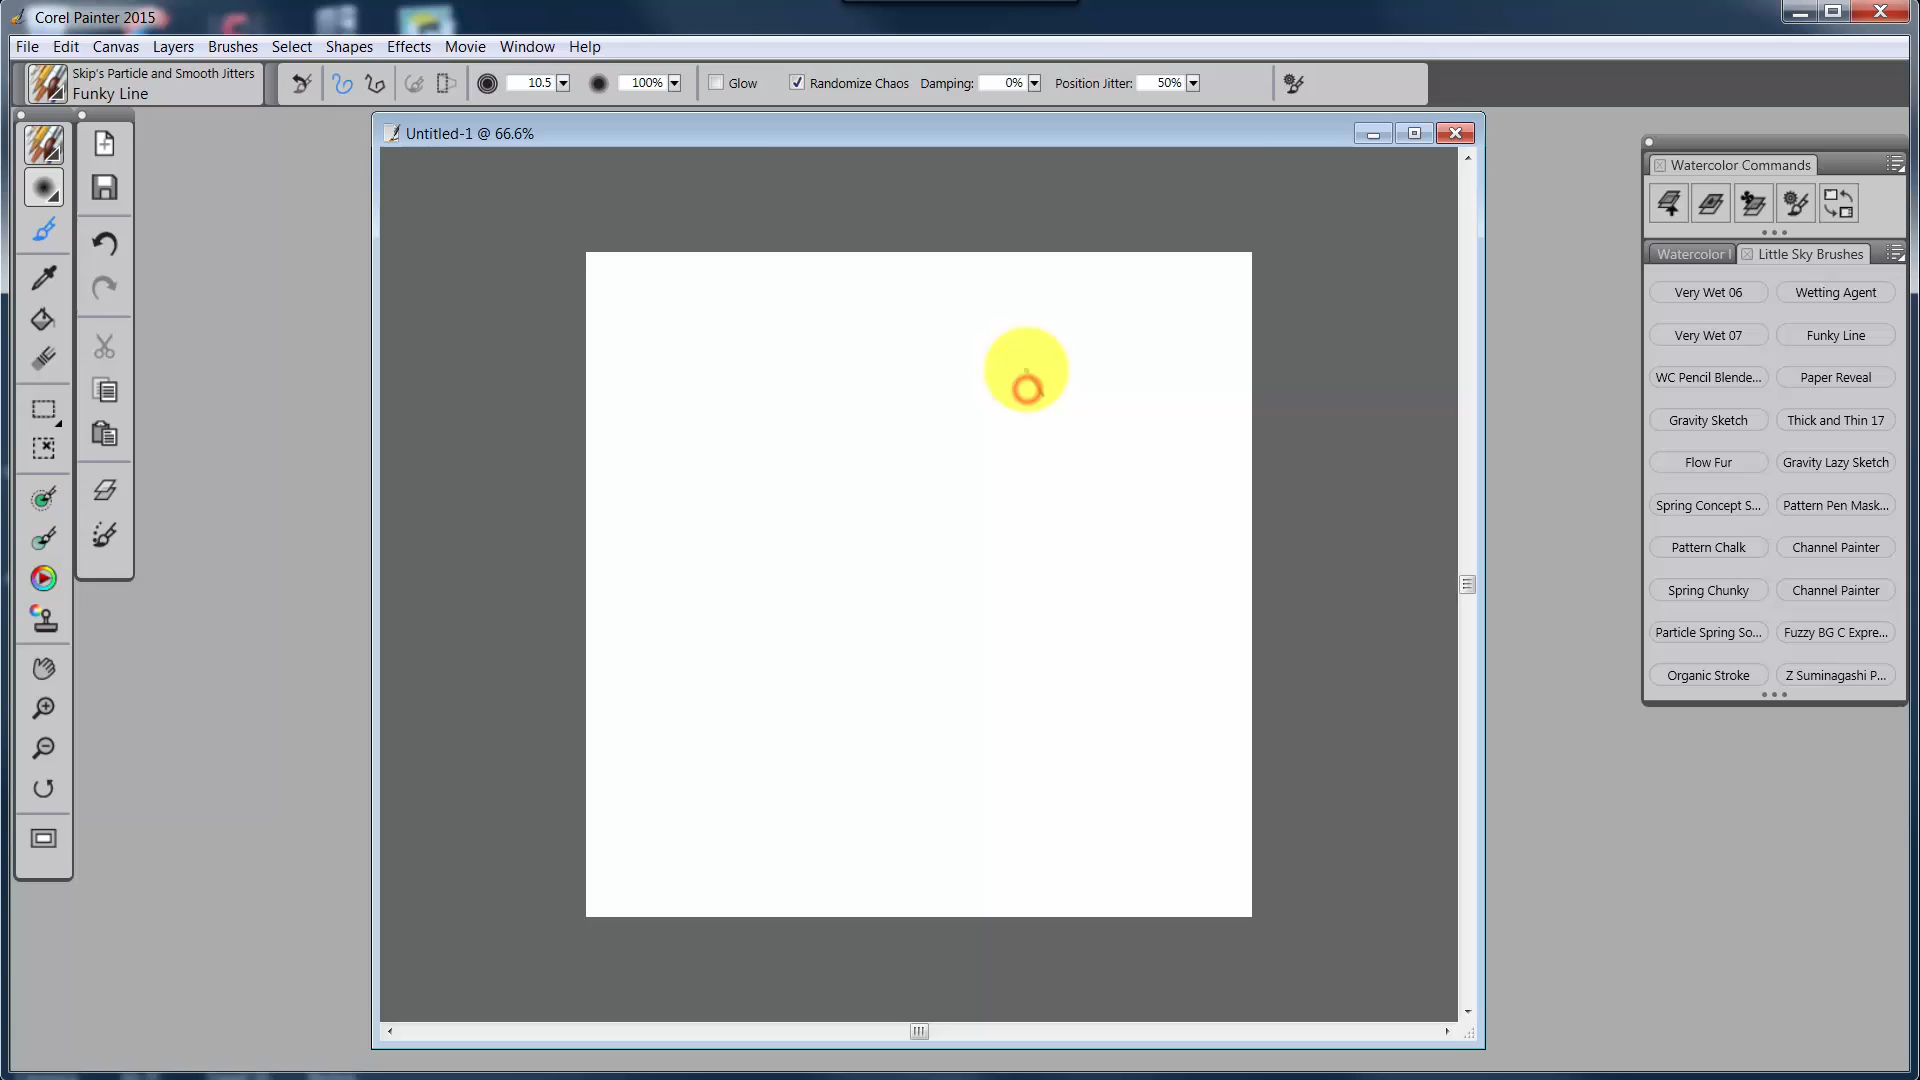 Corel Painter 2015
File Edit Canvas Layers Brushes Select Shapes Effects Movie Window Help
Skip's Particle and Smooth Jitters
Funky Line
10.5 100% Glow Randomize Chaos Damping: 0% Position Jitter: 50%
Untitled-1 @ 66.6%
Watercolor Commands
Watercolor I Little Sky Brushes
Very Wet 06 Wetting Agent
Very Wet 07 Funky Line
WC Pencil Blende... Paper Reveal
Gravity Sketch Thick and Thin 17
Flow Fur Gravity Lazy Sketch
Spring Concept S... Pattern Pen Mask...
Pattern Chalk Channel Painter
Spring Chunky Channel Painter
Particle Spring So... Fuzzy BG C Expre...
Organic Stroke Z Suminagashi P...